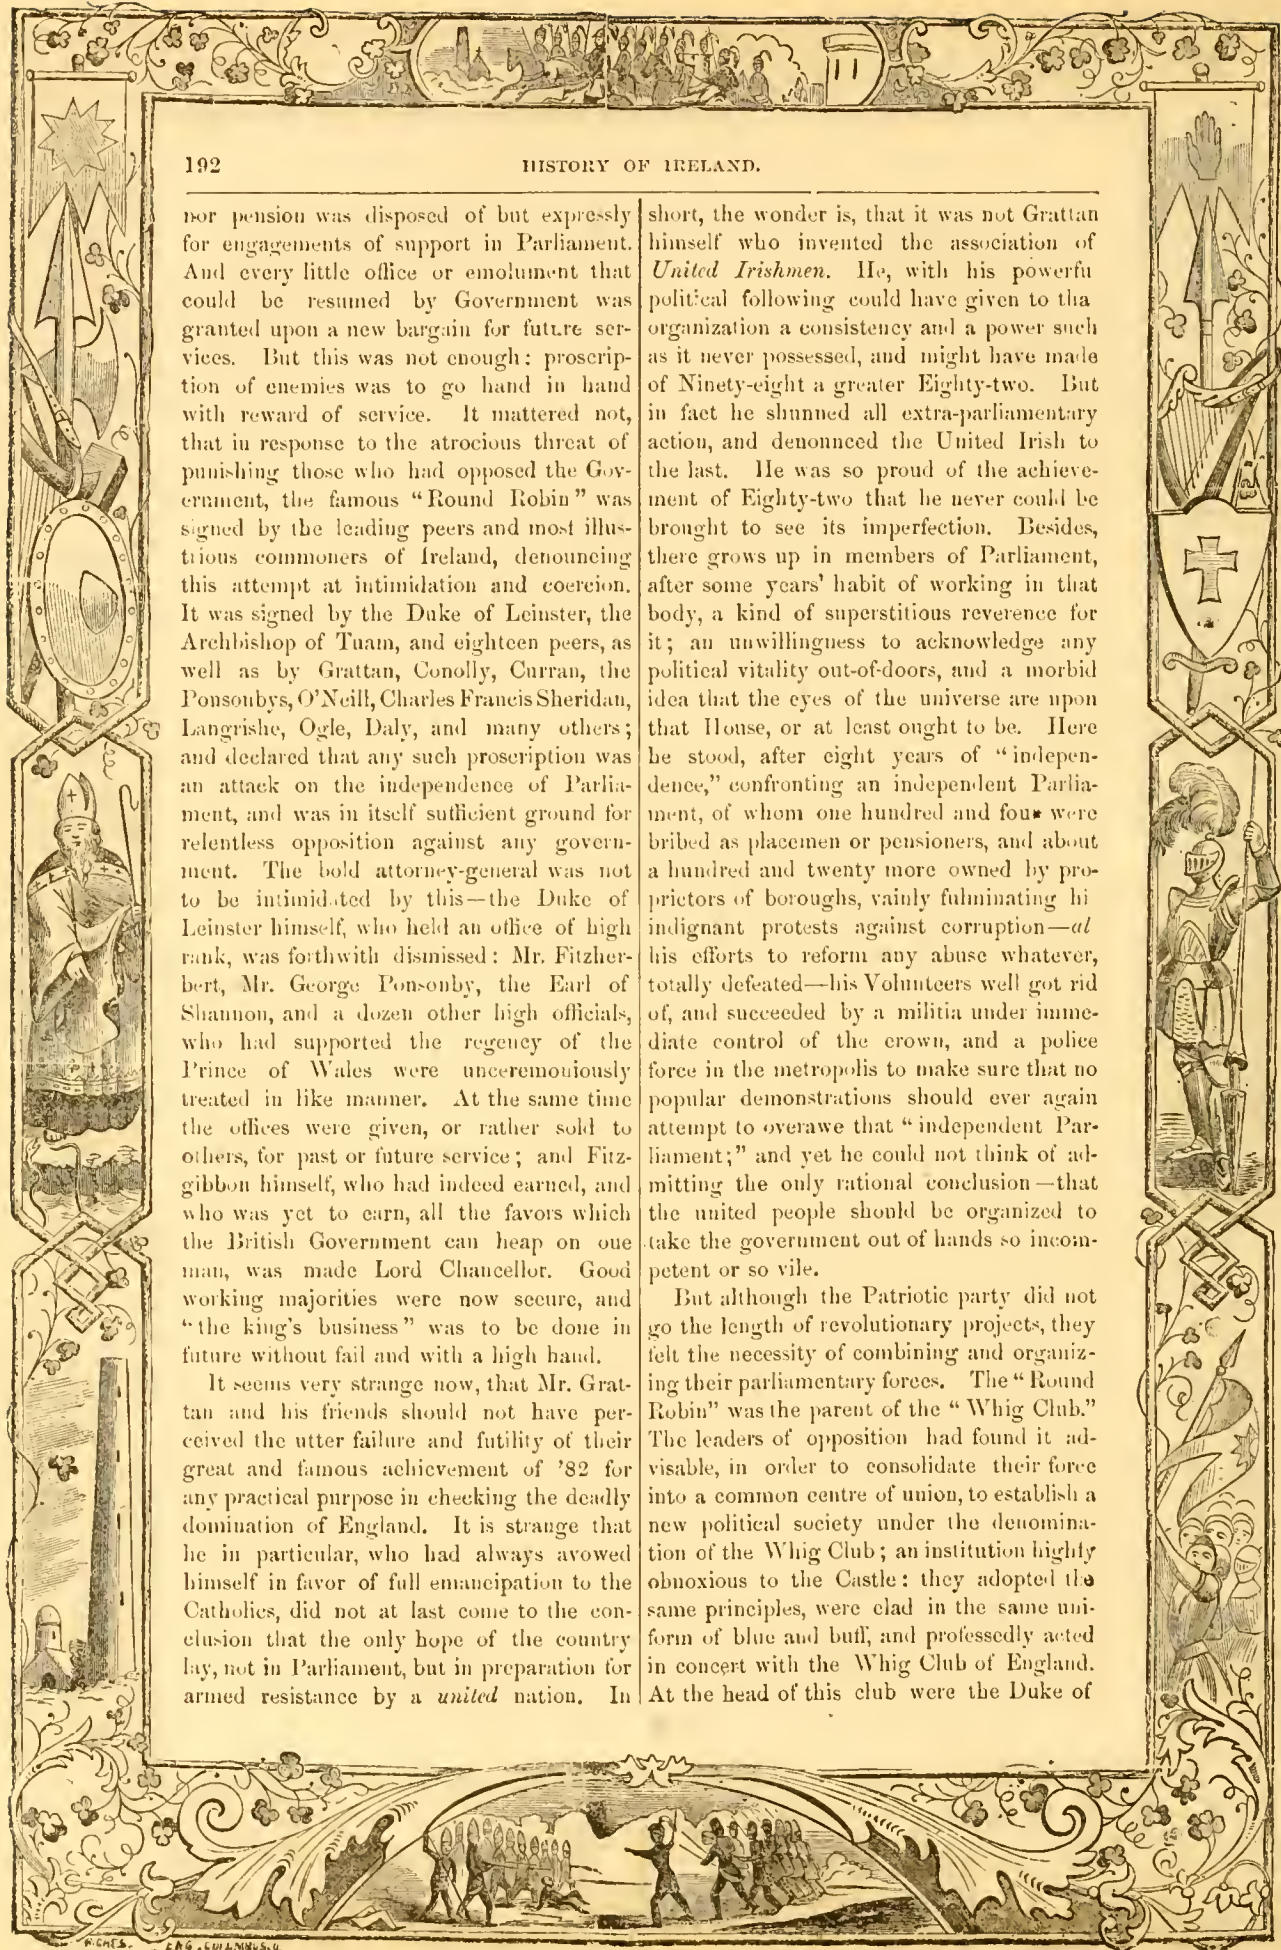 192
HISTORY OF IRELAND.
nor pension was disposed of but expressly
for engagements of support in Parliament.
And every little office or emolument that
could be resumed by Government was
granted upon a new bargain for future ser-
vices. But this was not enough: proscrip-
tion of enemies was to go hand in hand
with reward of service. It mattered not,
that in response to the atrocious threat of
punishing those who had opposed the Gov-
ernment, the famous "Round Robin" was
signed by the leading peers and most illus-
trious commoners of Ireland, denouncing
this attempt at intimidation and coercion.
It was signed by the Duke of Leinster, the
Archbishop of Tuam, and eighteen peers, as
well as by Grattan, Conolly, Curran, the
Ponsonbys, O'Neill, Charles Francis Sheridan,
Langrishe, Ogle, Daly, and many others;
and declared that any such proscription was
an attack on the independence of Parlia-
ment, and was in itself sufficient ground for
relentless opposition against any govern-
ment. The bold attorney-general was not
to be intimidated by this—the Duke of
Leinster himself, who held an office of high
rank, was forthwith dismissed: Mr. Fitzher-
bert, Mr. George Ponsonby, the Earl of
Shannon, and a dozen other high officials,
who had supported the regency of the
Prince of Wales were unceremoniously
treated in like manner. At the same time
the offices were given, or rather sold to
others, for past or future service; and Fitz-
gibbon himself, who had indeed earned, and
who was yet to earn, all the favors which
the British Government can heap on one
man, was made Lord Chancellor. Good
working majorities were now secure, and
"the king's business" was to be done in
future without fail and with a high hand.
It seems very strange now, that Mr. Grat-
tan and his friends should not have per-
ceived the utter failure and futility of their
great and famous achievement of '82 for
any practical purpose in checking the deadly
domination of England. It is strange that
he in particular, who had always avowed
himself in favor of full emancipation to the
Catholics, did not at last come to the con-
clusion that the only hope of the country
lay, not in Parliament, but in preparation for
armed resistance by a united nation. In
short, the wonder is, that it was not Grattan
himself who invented the association of
United Irishmen. He, with his powerfu
political following could have given to tha
organization a consistency and a power such
as it never possessed, and might have made
of Ninety-eight a greater Eighty-two. But
in fact he shunned all extra-parliamentary
action, and denounced the United Irish to
the last. He was so proud of the achieve-
ment of Eighty-two that he never could be
brought to see its imperfection. Besides,
there grows up in members of Parliament,
after some years' habit of working in that
body, a kind of superstitious reverence for
it; an unwillingness to acknowledge any
political vitality out-of-doors, and a morbid
idea that the eyes of the universe are upon
that House, or at least ought to be. Here
he stood, after eight years of "indepen-
dence," confronting an independent Parlia-
ment, of whom one hundred and four were
bribed as placemen or pensioners, and about
a hundred and twenty more owned by pro-
prietors of boroughs, vainly fulminating hi
indignant protests against corruption—al
his efforts to reform any abuse whatever,
totally defeated—his Volunteers well got rid
of, and succeeded by a militia under imme-
diate control of the crown, and a police
force in the metropolis to make sure that no
popular demonstrations should ever again
attempt to overawe that "independent Par-
liament;" and yet he could not think of ad-
mitting the only rational conclusion—that
the united people should be organized to
take the government out of hands so incom-
petent or so vile.
But although the Patriotic party did not
go the length of revolutionary projects, they
felt the necessity of combining and organiz-
ing their parliamentary forces. The "Round
Robin" was the parent of the "Whig Club."
The leaders of opposition had found it ad-
visable, in order to consolidate their force
into a common centre of union, to establish a
new political society under the denomina-
tion of the Whig Club; an institution highly
obnoxious to the Castle: they adopted the
same principles, were clad in the same uni-
form of blue and buff, and professedly acted
in concert with the Whig Club of England.
At the head of this club were the Duke of
ENG. COLUMBUS. O.